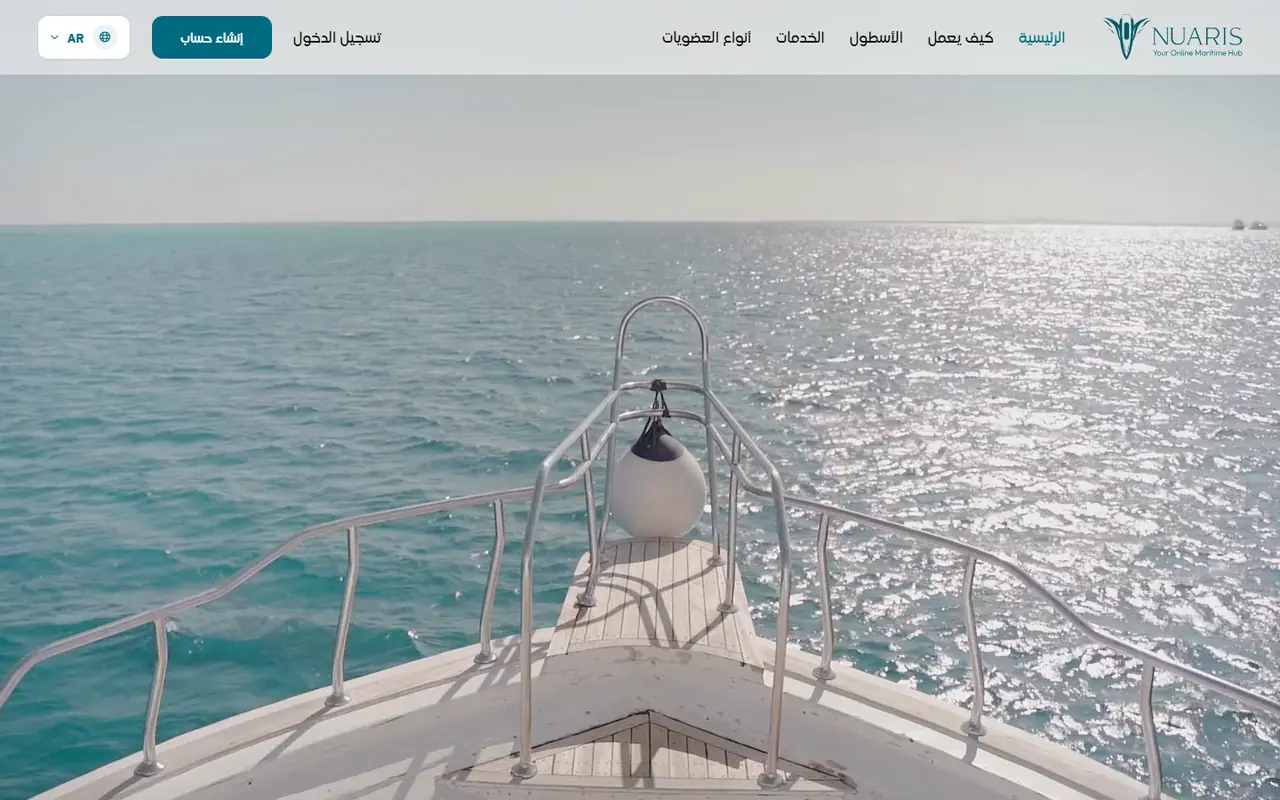 NUARIS
Your Online Maritime Hub
الرئيسية
كيف يعمل
الأسطول
الخدمات
أنواع العضويات
تسجيل الدخول
إنشاء حساب
AR